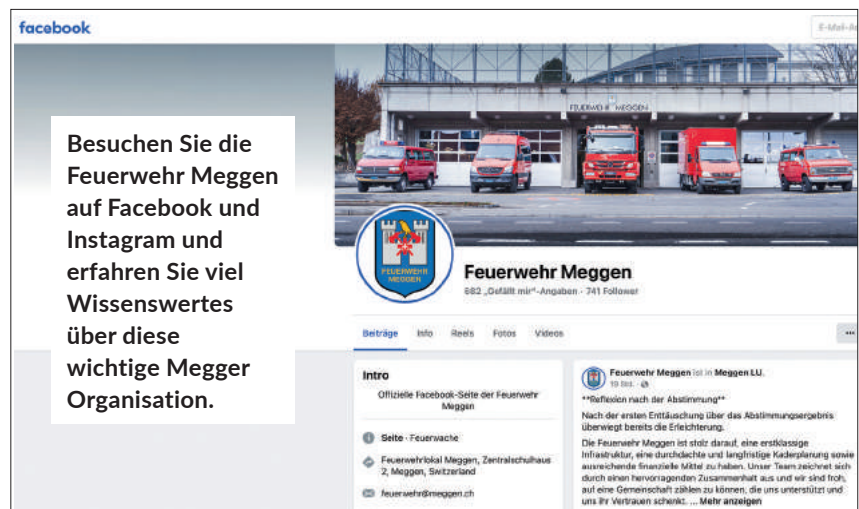 facebook
E-Mail-Ad
Besuchen Sie die
Feuerwehr Meggen
auf Facebook und
Instagram und
erfahren Sie viel
Wissenswertes
über diese
wichtige Megger
Organisation.
FEUERWEHR MEGGEN
FEUERWEHR
MEGGEN
Feuerwehr Meggen
682 „Gefällt mir“-Angaben · 741 Follower
Beiträge Info Reels Fotos Videos
Intro
Offizielle Facebook-Seite der Feuerwehr
Meggen
Seite · Feuerwache
Feuerwehrlokal Meggen, Zentralschulhaus
2, Meggen, Switzerland
feuerwehr@meggen.ch
Feuerwehr Meggen ist in Meggen LU.
19 Std. ·
**Reflexion nach der Abstimmung**
Nach der ersten Enttäuschung über das Abstimmungsergebnis
überwiegt bereits die Erleichterung.
Die Feuerwehr Meggen ist stolz darauf, eine erstklassige
Infrastruktur, eine durchdachte und langfristige Kaderplanung sowie
ausreichende finanzielle Mittel zu haben. Unser Team zeichnet sich
durch einen hervorragenden Zusammenhalt aus und wir sind froh,
auf eine Gemeinschaft zählen zu können, die uns unterstützt und
uns ihr Vertrauen schenkt. ... Mehr anzeigen